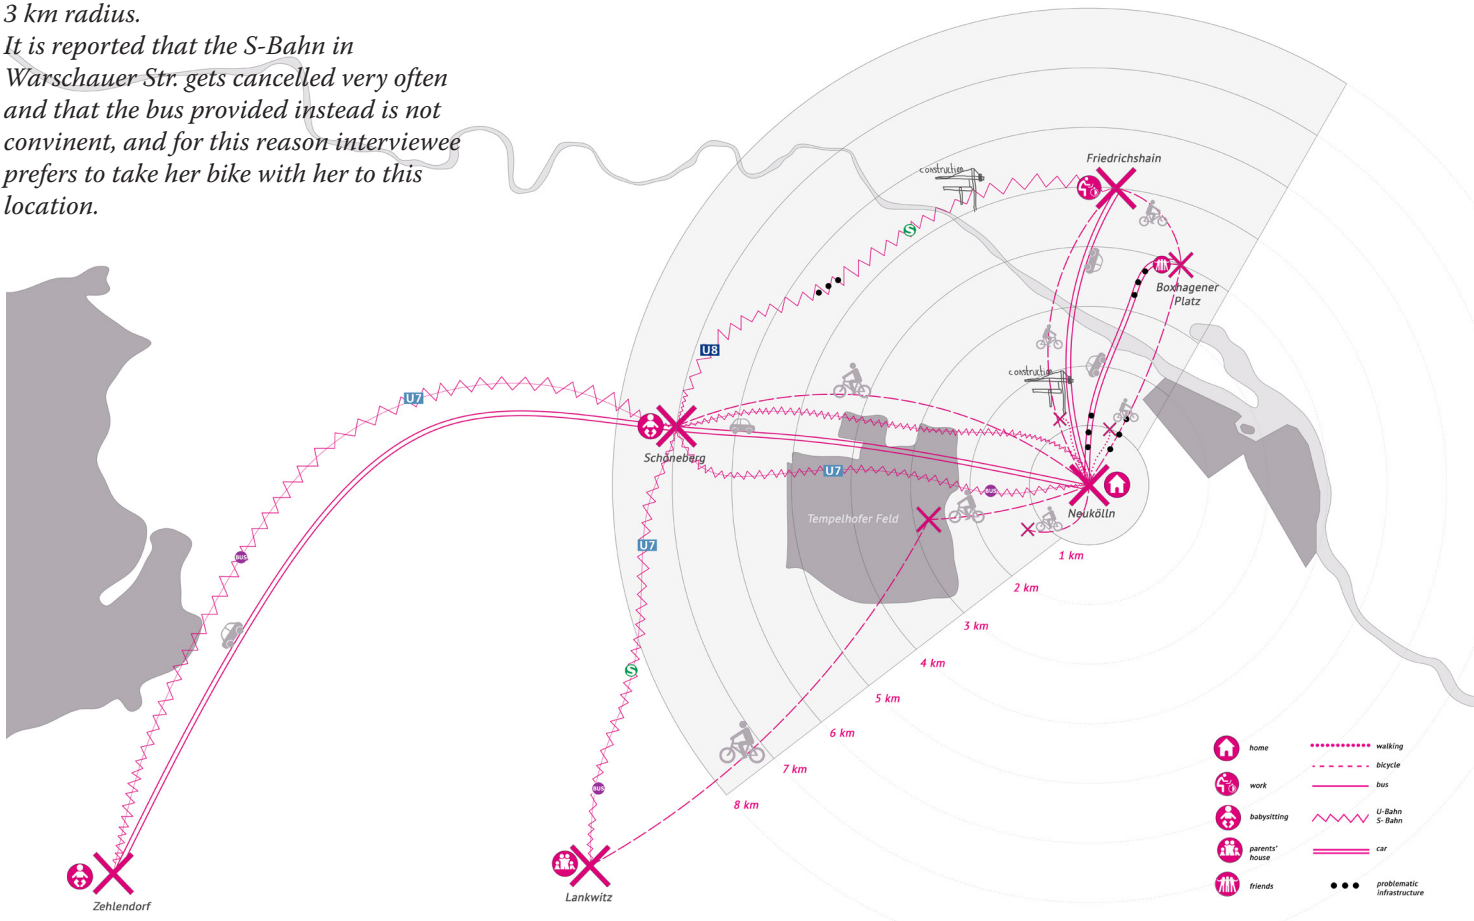 3 km radius.
It is reported that the S-Bahn in
Warschauer Str. gets cancelled very often
and that the bus provided instead is not
convinent, and for this reason interviewee
prefers to take her bike with her to this
location.
Friedrichshain
construction
S
Boxhagener
Platz
U8
construction
U7
Schöneberg
U7
BUS
Tempelhofer Feld
Neukölln
U7
BUS
1 km
2 km
3 km
4 km
5 km
6 km
7 km
8 km
S
BUS
Lankwitz
Zehlendorf
home
work
babysitting
parents'
house
friends
walking
bicycle
bus
U-Bahn
S- Bahn
car
problematic
infrastructure